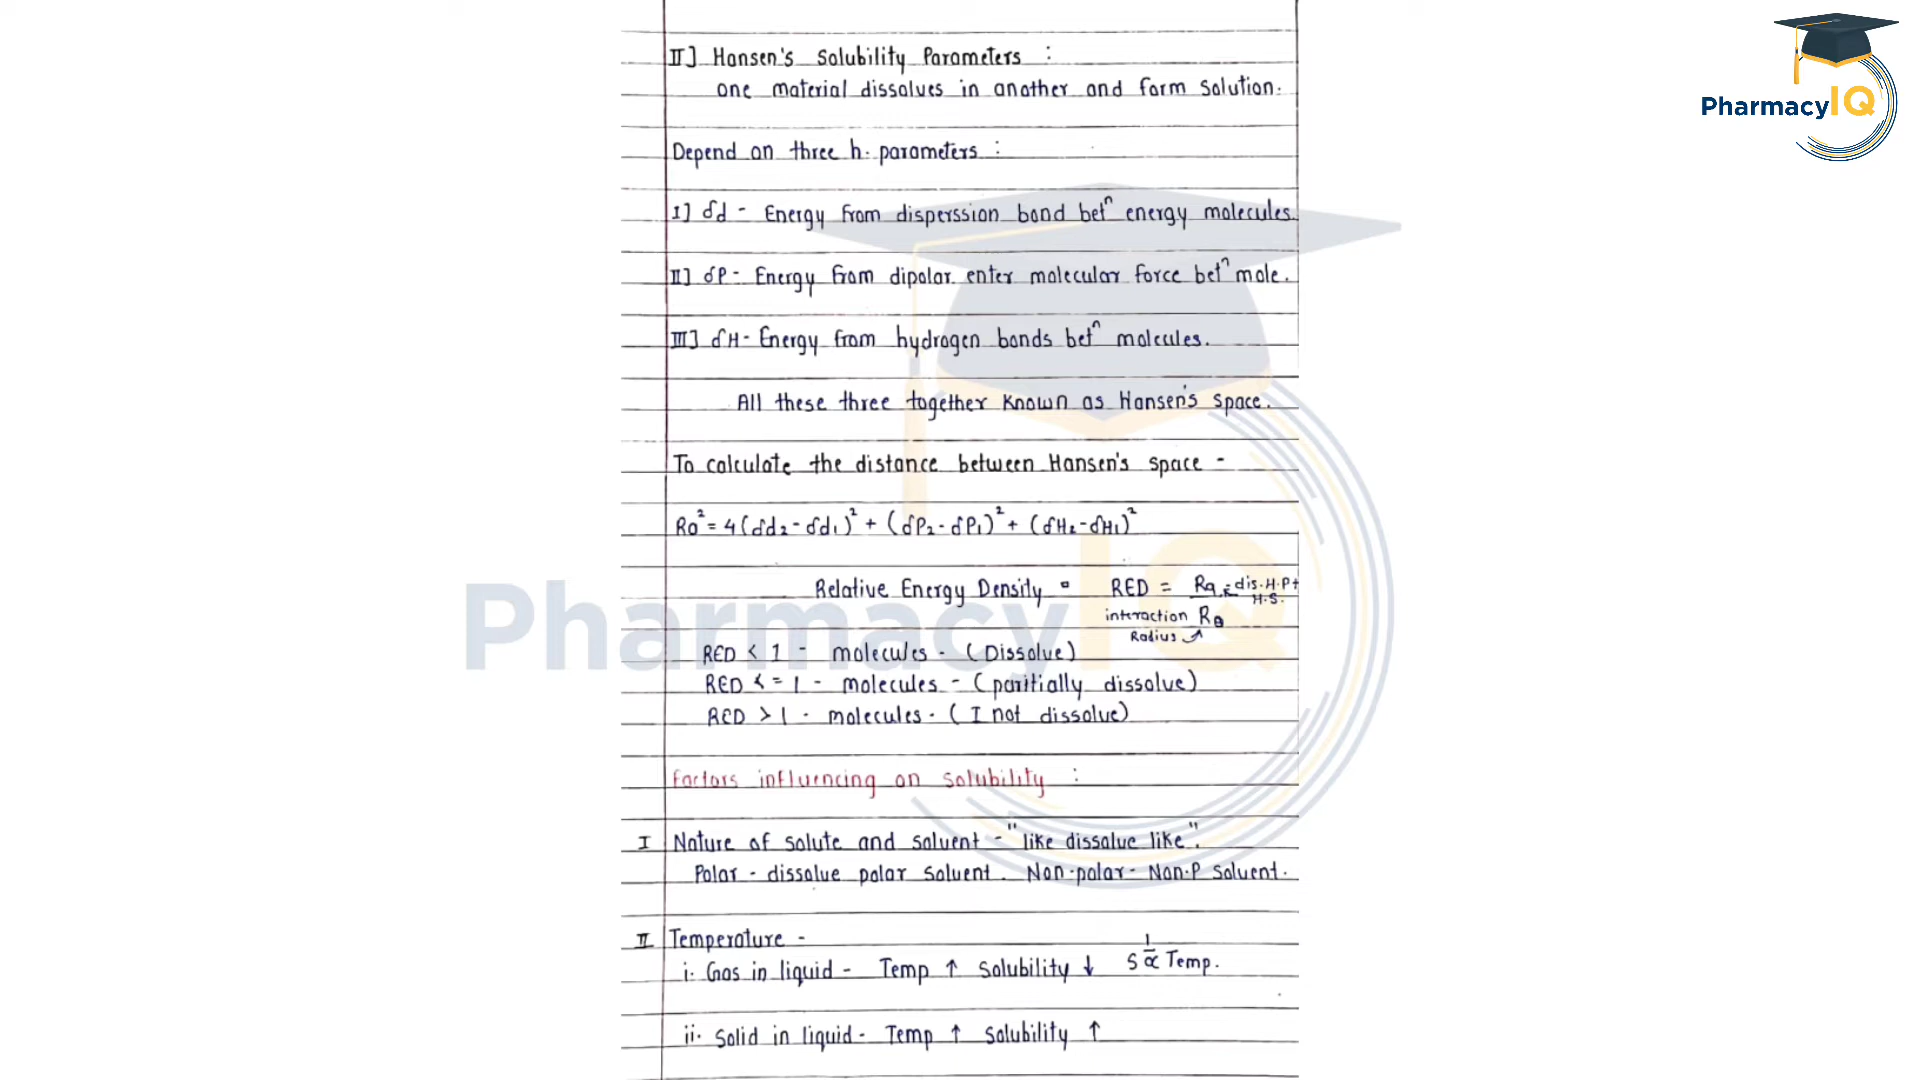 PharmacyIQ
II] Hansen's Solubility Parameters :
one material dissolves in another and form solution.
Depend on three h. parameters :
I] δd - Energy from disperssion bond betⁿ energy molecules.
II] δP - Energy from dipolar. enter molecular force betⁿ mole.
III] δH - Energy from hydrogen bonds betⁿ molecules.
All these three together known as Hansen's space.
To calculate the distance between Hansen's space -
Ro² = 4(δd₂ - δd₁)² + (δP₂ - δP₁)² + (δH₂ - δH₁)²
Relative Energy Density = RED = Ra ← dis. H.Pt
H.S.
interaction R₀
Radius ↗
RED < 1 - molecules - (Dissolve)
RED <= 1 - molecules - (partially dissolve)
RED > 1 - molecules - (I not dissolve)
Factors influencing on solubility :
I Nature of solute and solvent - "like dissolve like".
Polar - dissolve polar solvent. Non-polar - Non.P solvent.
II Temperature -
i. Gas in liquid - Temp ↑ solubility ↓ S 1/∝ Temp.
ii. Solid in liquid - Temp ↑ solubility ↑
PharmacyIQ